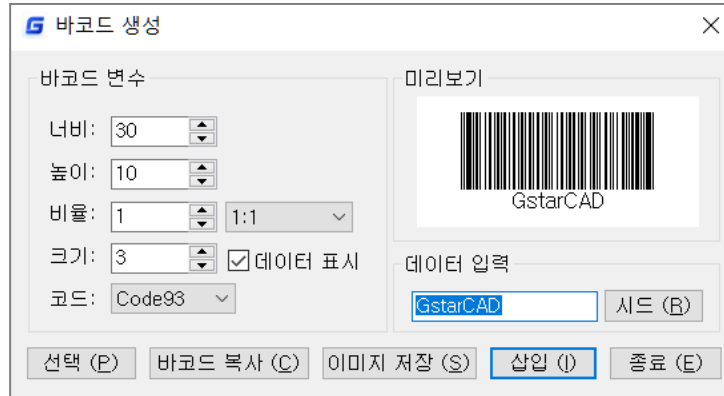 바코드 생성
바코드 변수
너비: 30
높이: 10
비율: 1 1:1
크기: 3 데이터 표시
코드: Code93
미리보기
GstarCAD
데이터 입력
GstarCAD 시드 (R)
선택 (P) 바코드 복사 (C) 이미지 저장 (S) 삽입 (I) 종료 (E)